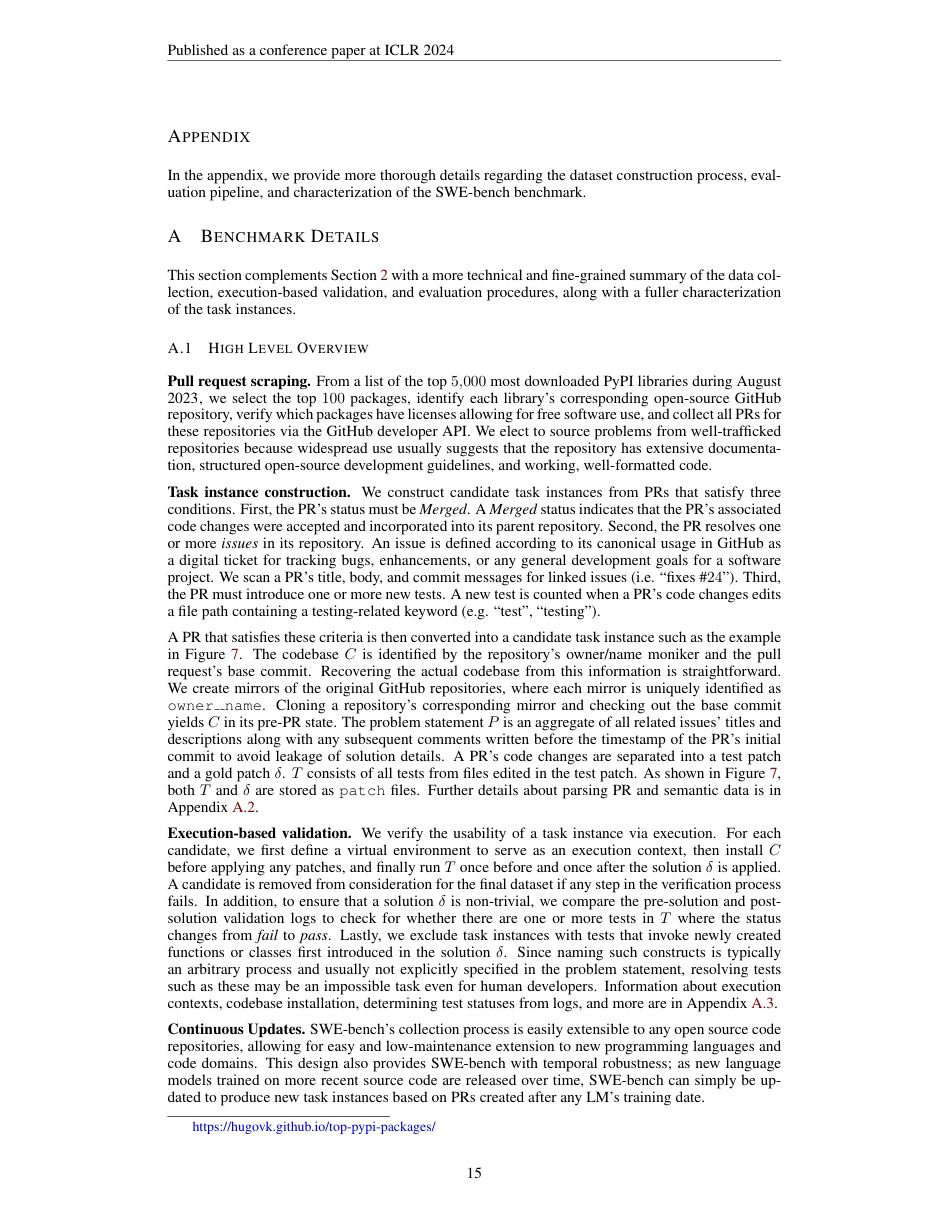 Published as a conference paper at ICLR 2024
APPENDIX
In the appendix, we provide more thorough details regarding the dataset construction process, eval-
uation pipeline, and characterization of the SWE-bench benchmark.
A BENCHMARK DETAILS
This section complements Section 2 with a more technical and fine-grained summary of the data col-
lection, execution-based validation, and evaluation procedures, along with a fuller characterization
of the task instances.
A.1 HIGH LEVEL OVERVIEW
Pull request scraping. From a list of the top 5,000 most downloaded PyPI libraries during August
2023, we select the top 100 packages, identify each library's corresponding open-source GitHub
repository, verify which packages have licenses allowing for free software use, and collect all PRs for
these repositories via the GitHub developer API. We elect to source problems from well-trafficked
repositories because widespread use usually suggests that the repository has extensive documenta-
tion, structured open-source development guidelines, and working, well-formatted code.
Task instance construction. We construct candidate task instances from PRs that satisfy three
conditions. First, the PR's status must be Merged. A Merged status indicates that the PR's associated
code changes were accepted and incorporated into its parent repository. Second, the PR resolves one
or more issues in its repository. An issue is defined according to its canonical usage in GitHub as
a digital ticket for tracking bugs, enhancements, or any general development goals for a software
project. We scan a PR's title, body, and commit messages for linked issues (i.e. “fixes #24”). Third,
the PR must introduce one or more new tests. A new test is counted when a PR's code changes edits
a file path containing a testing-related keyword (e.g. “test”, “testing”).
A PR that satisfies these criteria is then converted into a candidate task instance such as the example
in Figure 7. The codebase C is identified by the repository's owner/name moniker and the pull
request's base commit. Recovering the actual codebase from this information is straightforward.
We create mirrors of the original GitHub repositories, where each mirror is uniquely identified as
owner__name. Cloning a repository's corresponding mirror and checking out the base commit
yields C in its pre-PR state. The problem statement P is an aggregate of all related issues' titles and
descriptions along with any subsequent comments written before the timestamp of the PR's initial
commit to avoid leakage of solution details. A PR's code changes are separated into a test patch
and a gold patch δ. T consists of all tests from files edited in the test patch. As shown in Figure 7,
both T and δ are stored as patch files. Further details about parsing PR and semantic data is in
Appendix A.2.
Execution-based validation. We verify the usability of a task instance via execution. For each
candidate, we first define a virtual environment to serve as an execution context, then install C
before applying any patches, and finally run T once before and once after the solution δ is applied.
A candidate is removed from consideration for the final dataset if any step in the verification process
fails. In addition, to ensure that a solution δ is non-trivial, we compare the pre-solution and post-
solution validation logs to check for whether there are one or more tests in T where the status
changes from fail to pass. Lastly, we exclude task instances with tests that invoke newly created
functions or classes first introduced in the solution δ. Since naming such constructs is typically
an arbitrary process and usually not explicitly specified in the problem statement, resolving tests
such as these may be an impossible task even for human developers. Information about execution
contexts, codebase installation, determining test statuses from logs, and more are in Appendix A.3.
Continuous Updates. SWE-bench's collection process is easily extensible to any open source code
repositories, allowing for easy and low-maintenance extension to new programming languages and
code domains. This design also provides SWE-bench with temporal robustness; as new language
models trained on more recent source code are released over time, SWE-bench can simply be up-
dated to produce new task instances based on PRs created after any LM's training date.
https://hugovk.github.io/top-pypi-packages/
15